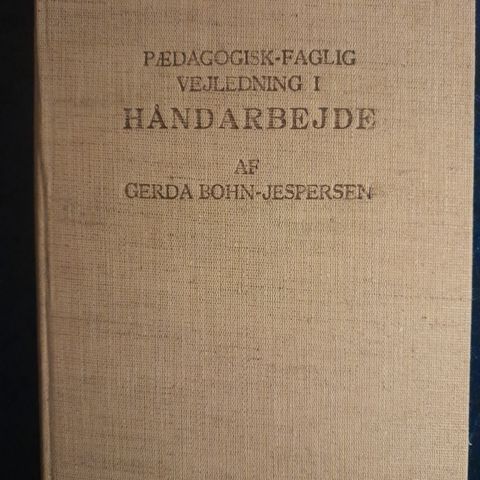 PÆDAGOGISK-FAGLIG
VEJLEDNING I
HÅNDARBEJDE
AF
GERDA BOHN-JESPERSEN